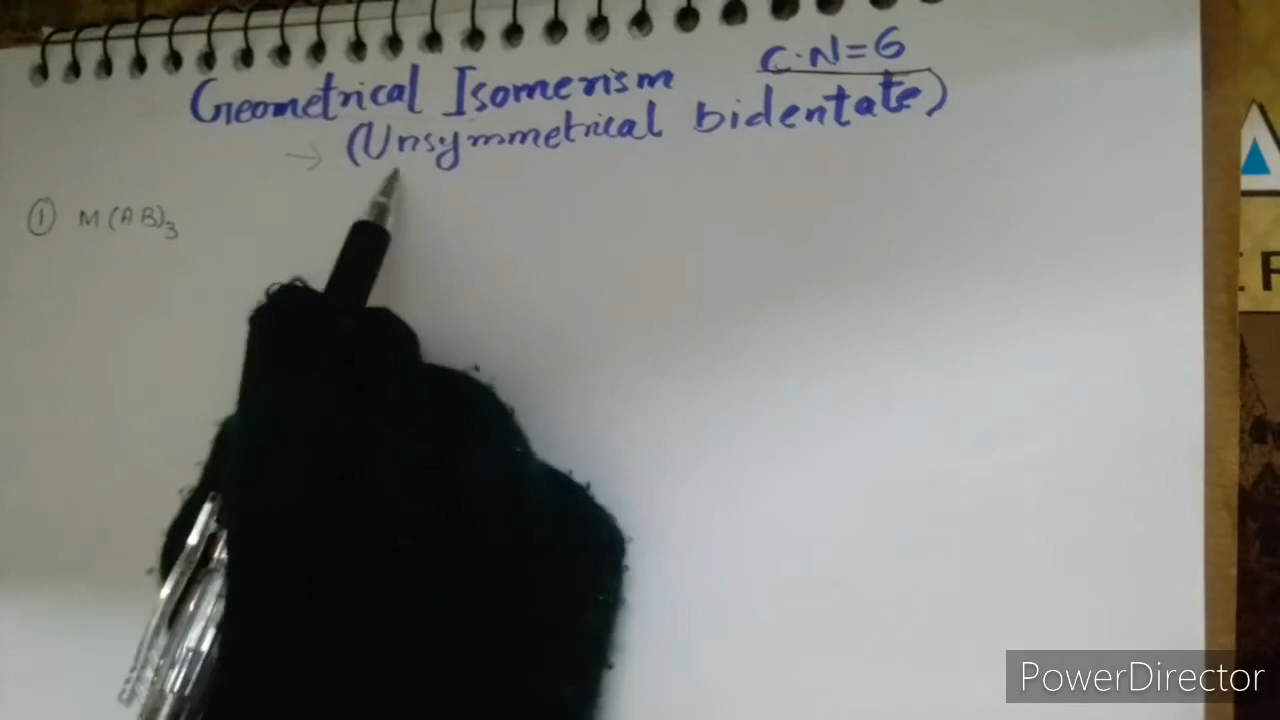 Geometrical Isomerism C.N=6
→ (Unsymmetrical bidentate)
① M(AB)₃
PowerDirector